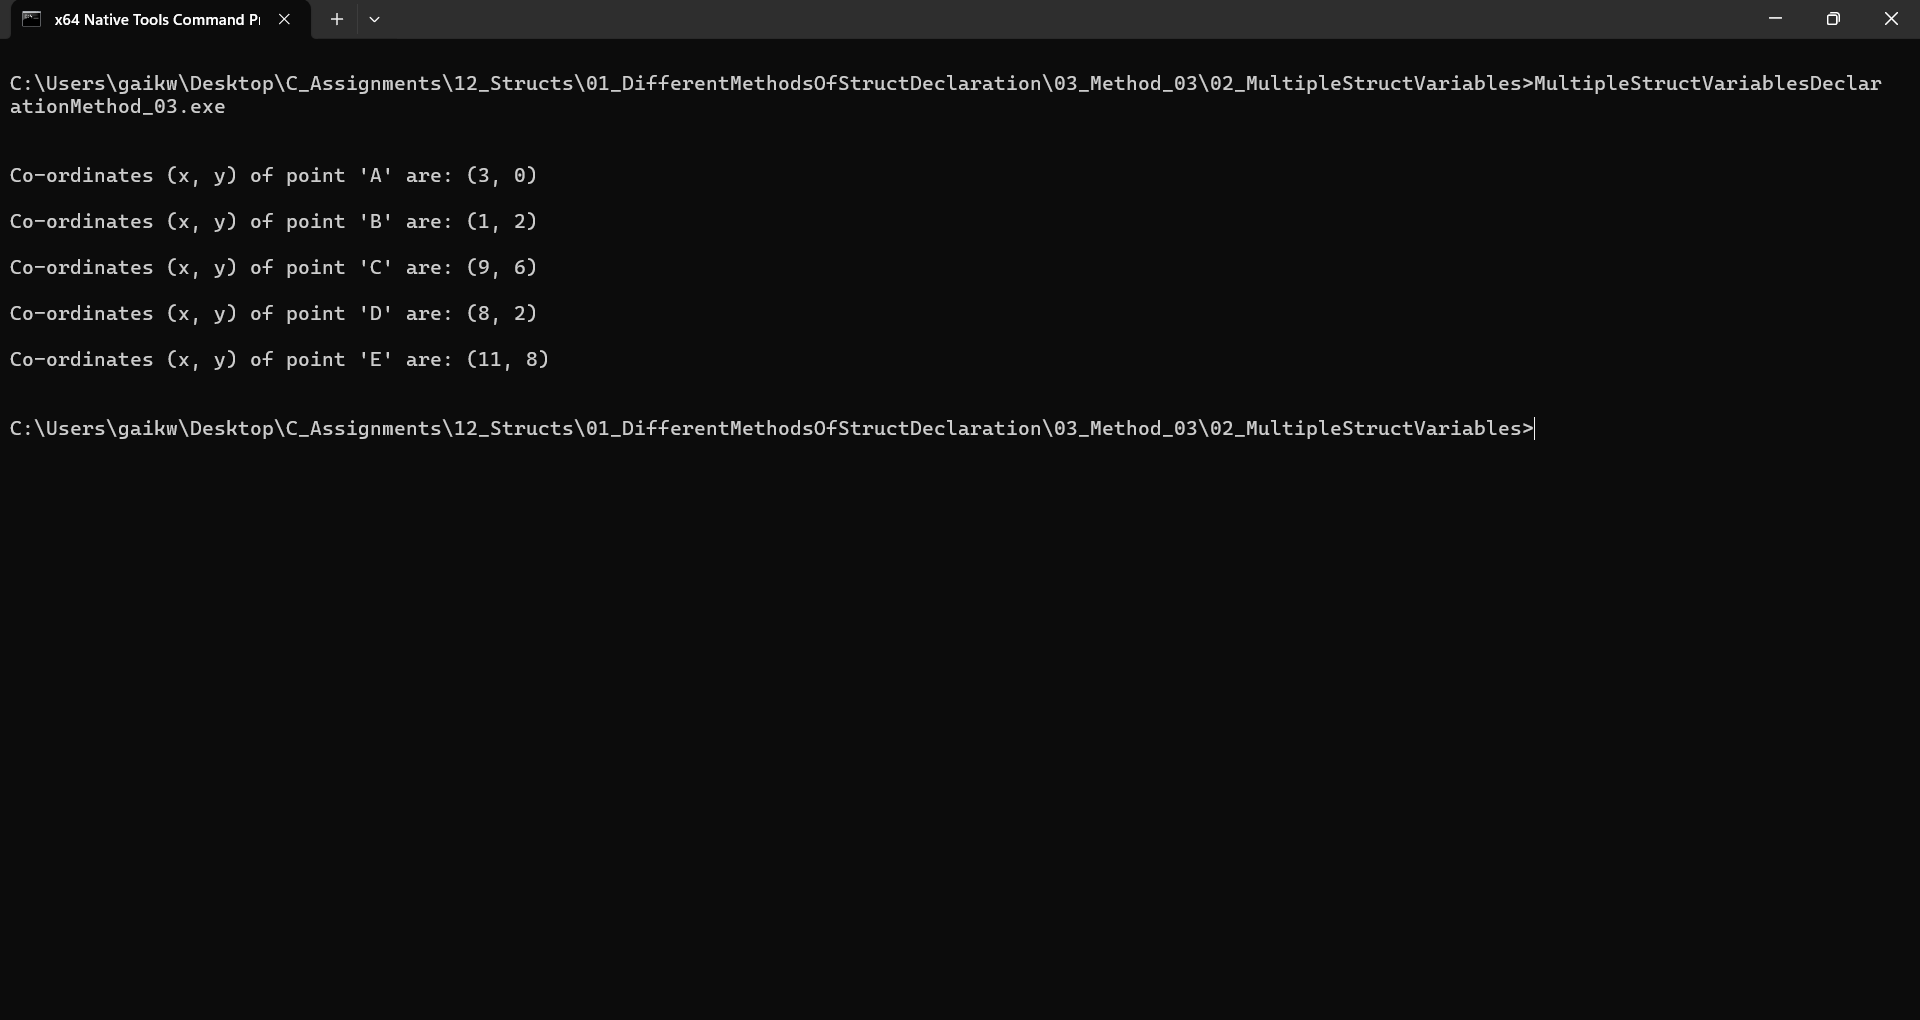 x64 Native Tools Command P
C:\Users\gaikw\Desktop\C_Assignments\12_Structs\01_DifferentMethodsOfStructDeclaration\03_Method_03\02_MultipleStructVariables>MultipleStructVariablesDeclar
ationMethod_03.exe
Co-ordinates (x, y) of point 'A' are: (3, 0)
Co-ordinates (x, y) of point 'B' are: (1, 2)
Co-ordinates (x, y) of point 'C' are: (9, 6)
Co-ordinates (x, y) of point 'D' are: (8, 2)
Co-ordinates (x, y) of point 'E' are: (11, 8)
C:\Users\gaikw\Desktop\C_Assignments\12_Structs\01_DifferentMethodsOfStructDeclaration\03_Method_03\02_MultipleStructVariables>